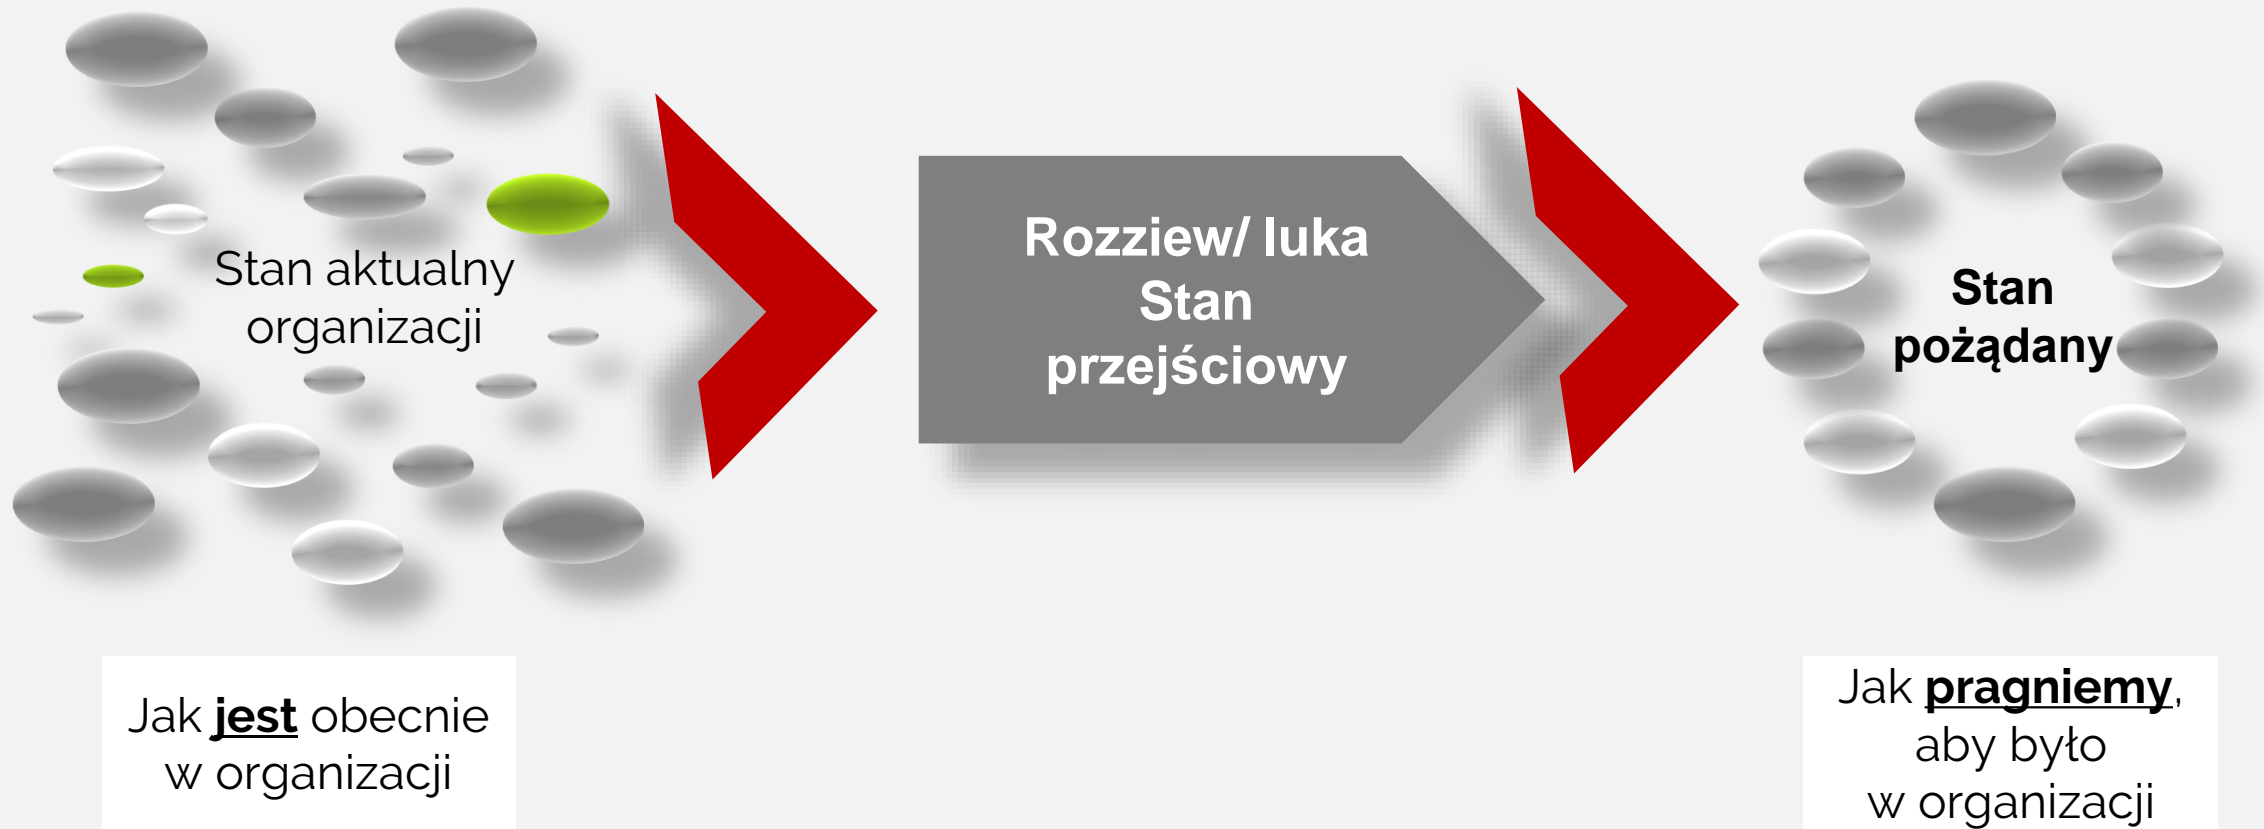 Stan aktualny
organizacji
Rozziew/ luka
Stan
przejściowy
Stan
pożądany
Jak jest obecnie
w organizacji
Jak pragniemy,
aby było
w organizacji